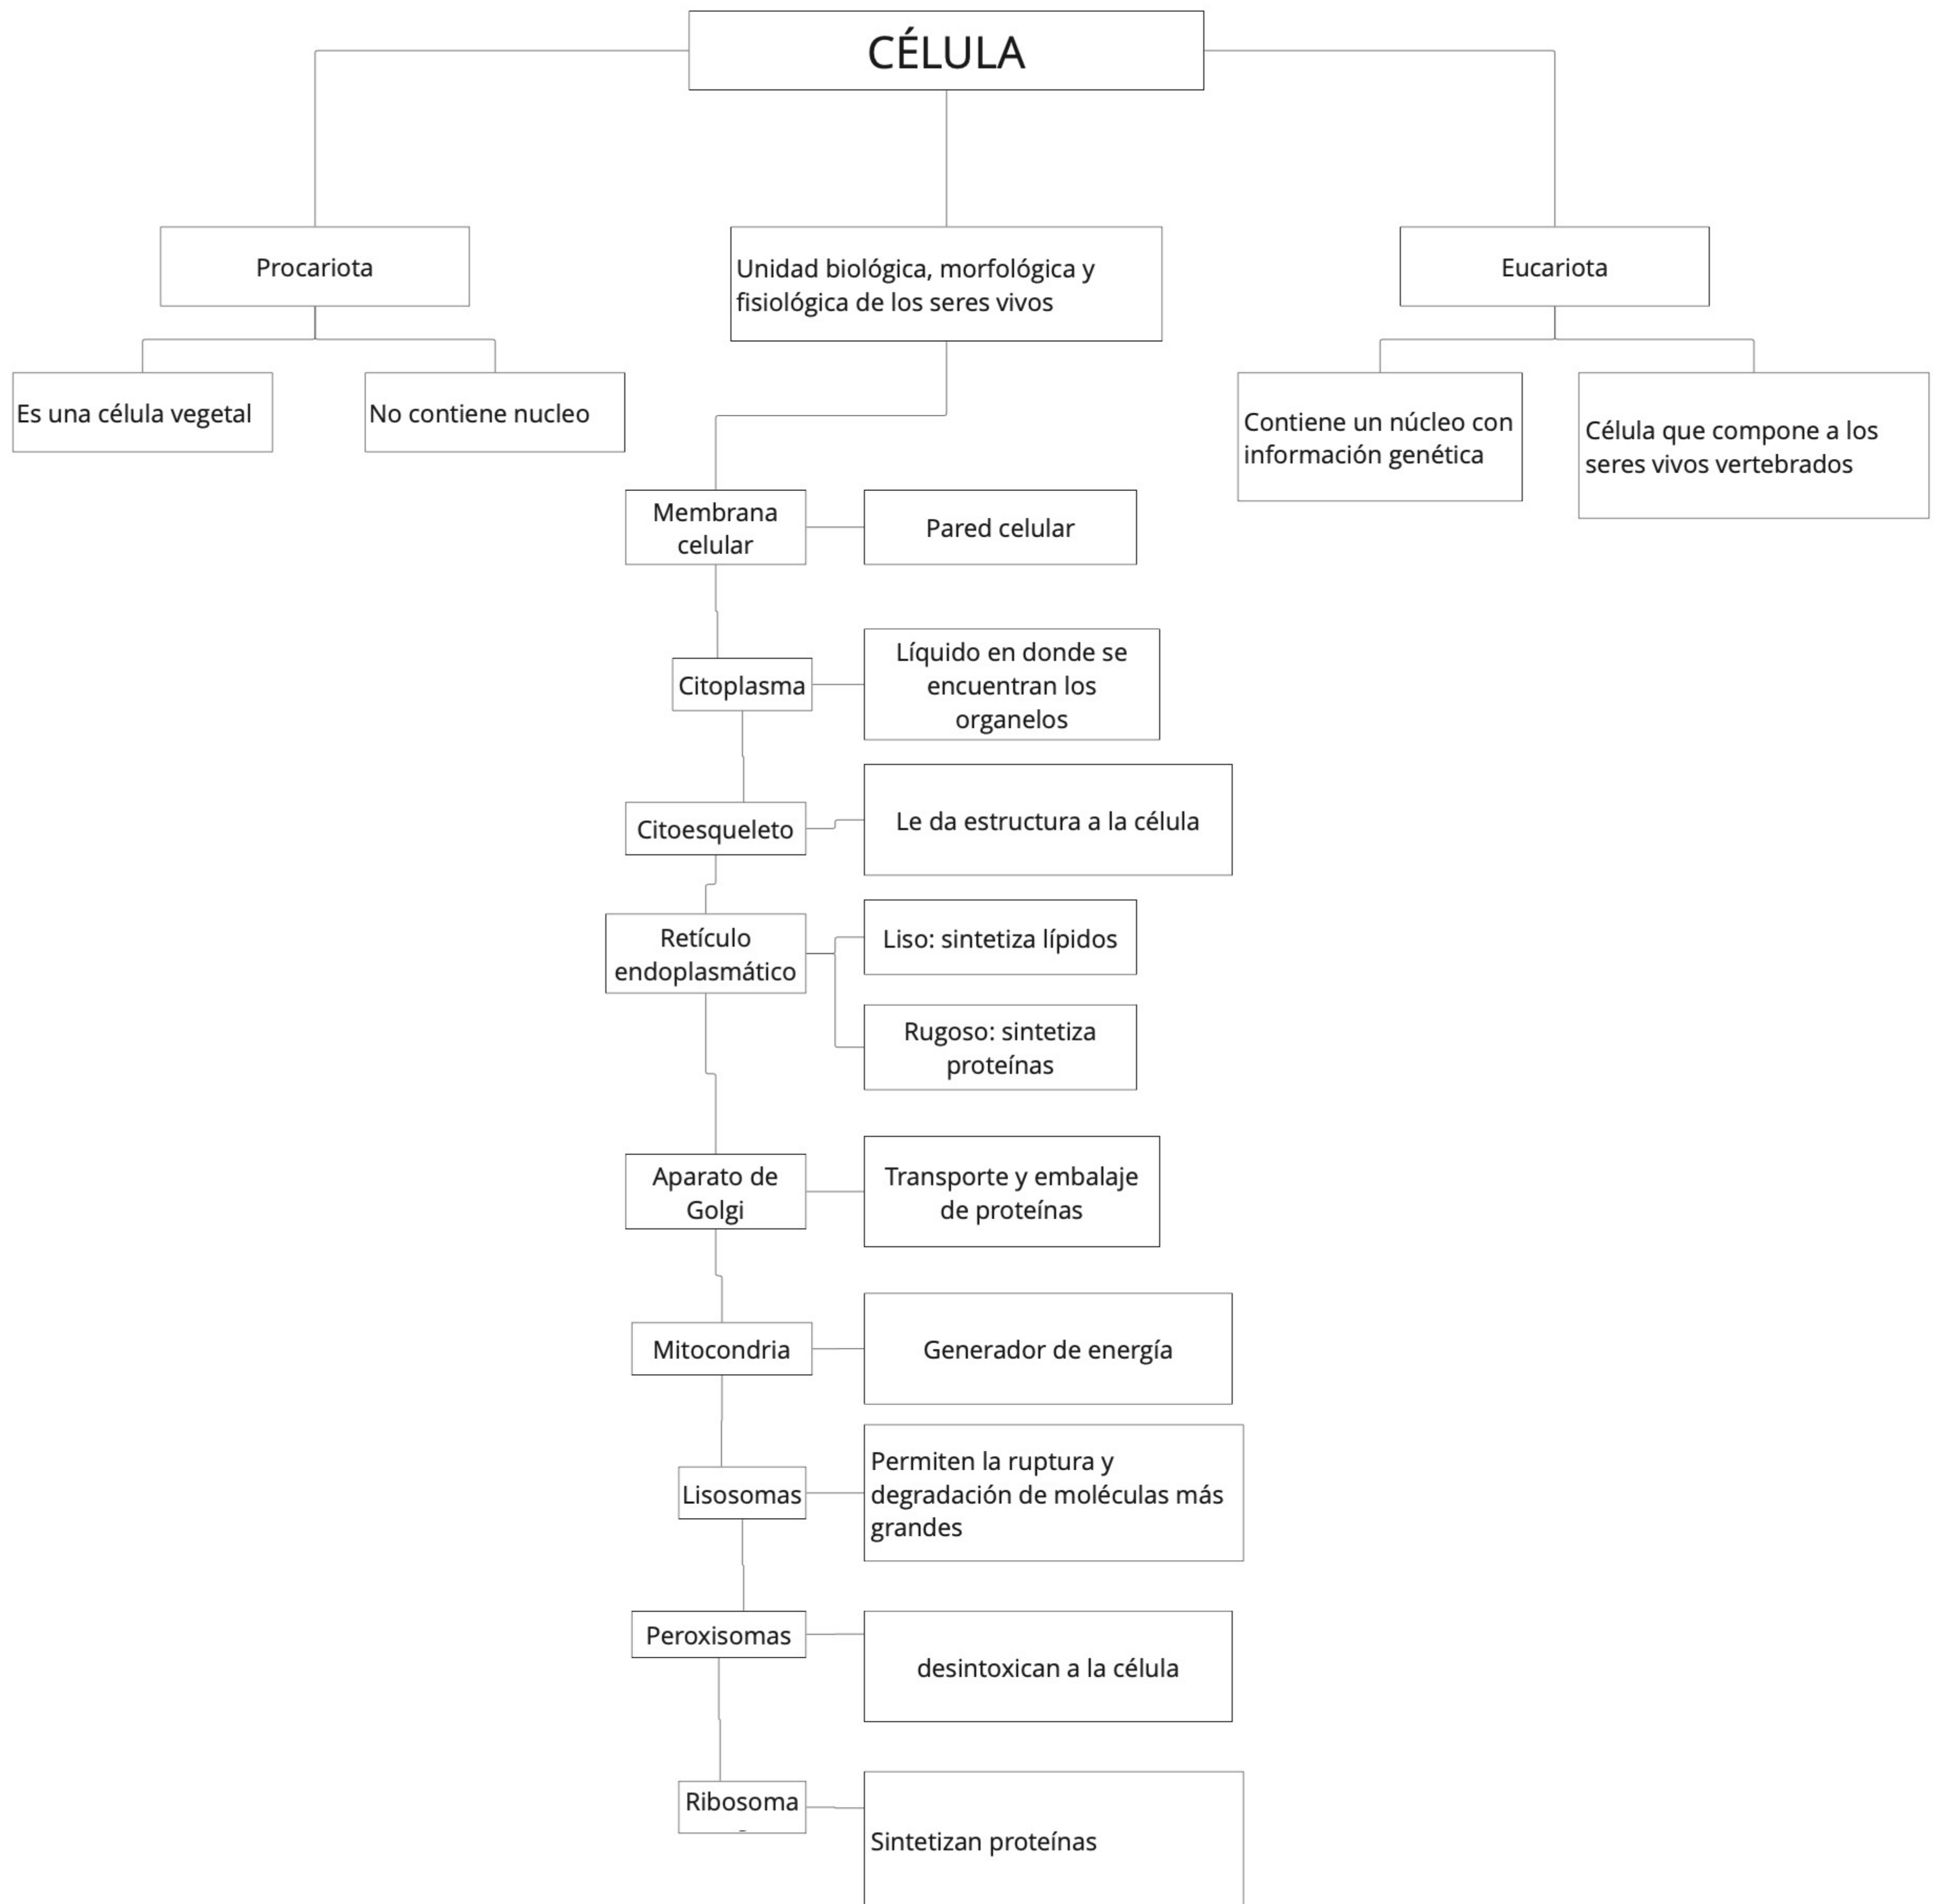 CÉLULA
Procariota
Unidad biológica, morfológica y
fisiológica de los seres vivos
Eucariota
Es una célula vegetal
No contiene nucleo
Contiene un núcleo con
información genética
Célula que compone a los
seres vivos vertebrados
Membrana
celular
Pared celular
Citoplasma
Líquido en donde se
encuentran los
organelos
Citoesqueleto
Le da estructura a la célula
Retículo
endoplasmático
Liso: sintetiza lípidos
Rugoso: sintetiza
proteínas
Aparato de
Golgi
Transporte y embalaje
de proteínas
Mitocondria
Generador de energía
Lisosomas
Permiten la ruptura y
degradación de moléculas más
grandes
Peroxisomas
desintoxican a la célula
Ribosoma
Sintetizan proteínas